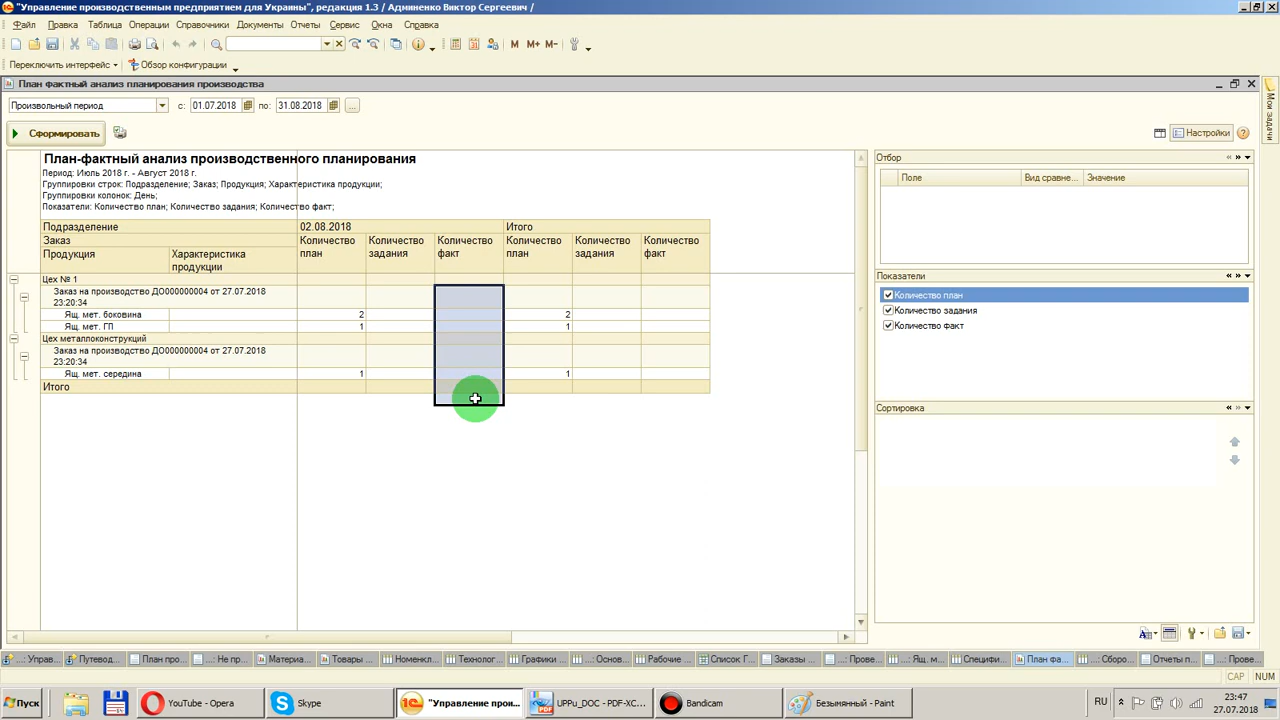 "Управление производственным предприятием для Украины", редакция 1.3 / Админенко Виктор Сергеевич /
Файл Правка Таблица Операции Справочники Документы Отчеты Сервис Окна Справка
M M+ M−
Переключить интерфейс Обзор конфигурации
План фактный анализ планирования производства
Мои задачи
Произвольный период с: 01.07.2018 по: 31.08.2018 ...
Сформировать Настройки ?
План-фактный анализ производственного планирования
Период: Июль 2018 г. - Август 2018 г.
Группировки строк: Подразделение; Заказ; Продукция; Характеристика продукции;
Группировки колонок: День;
Показатели: Количество план; Количество задания; Количество факт;
Подразделение 02.08.2018 Итого
Заказ Количество план Количество задания Количество факт Количество план Количество задания Количество факт
Продукция Характеристика продукции
Цех № 1
Заказ на производство ДО000000004 от 27.07.2018
23:20:34
Ящ. мет. боковина 2 2
Ящ. мет. ГП 1 1
Цех металлоконструкций
Заказ на производство ДО000000004 от 27.07.2018
23:20:34
Ящ. мет. середина 1 1
Итого
Отбор
Поле Вид сравне... Значение
Показатели
Количество план
Количество задания
Количество факт
Сортировка
...: Управ... Путевод... План про... ...: Не пр... Материа... Товары ... Номенкл... Технолог... Графики ... ...: Основ... Рабочие ... Список Г... Заказы ... ...: Прове... ...: Ящ. м... Специфи... План фа... ...: Сборо... Отчеты п... ...: Прове...
CAP NUM
Пуск YouTube - Opera Skype "Управление прои... UPPu_DOC - PDF-XC... Bandicam Безымянный - Paint RU 23:47
27.07.2018